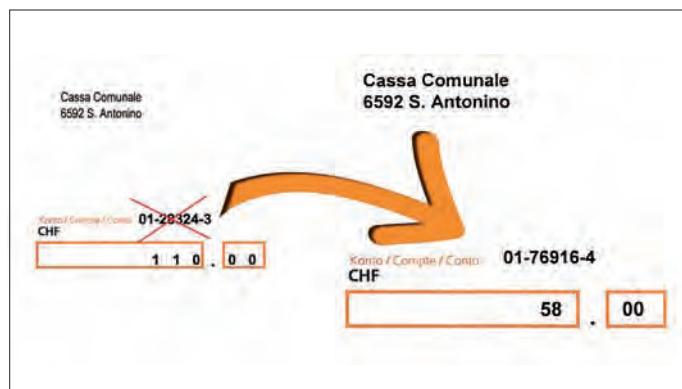 Cassa Comunale
6592 S. Antonino
Konto / Compte / Conto 01-28324-3
CHF
1 1 0 . 0 0
Cassa Comunale
6592 S. Antonino
Konto / Compte / Conto 01-76916-4
CHF
58 . 00